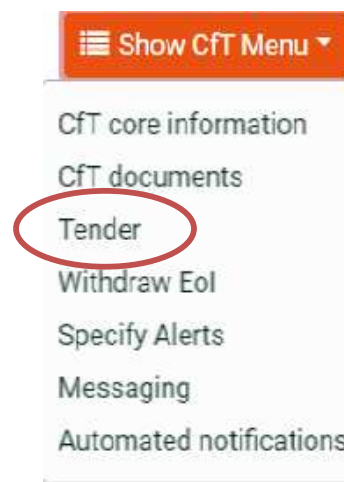 Show CfT Menu
CfT core information
CfT documents
Tender
Withdraw EoI
Specify Alerts
Messaging
Automated notifications